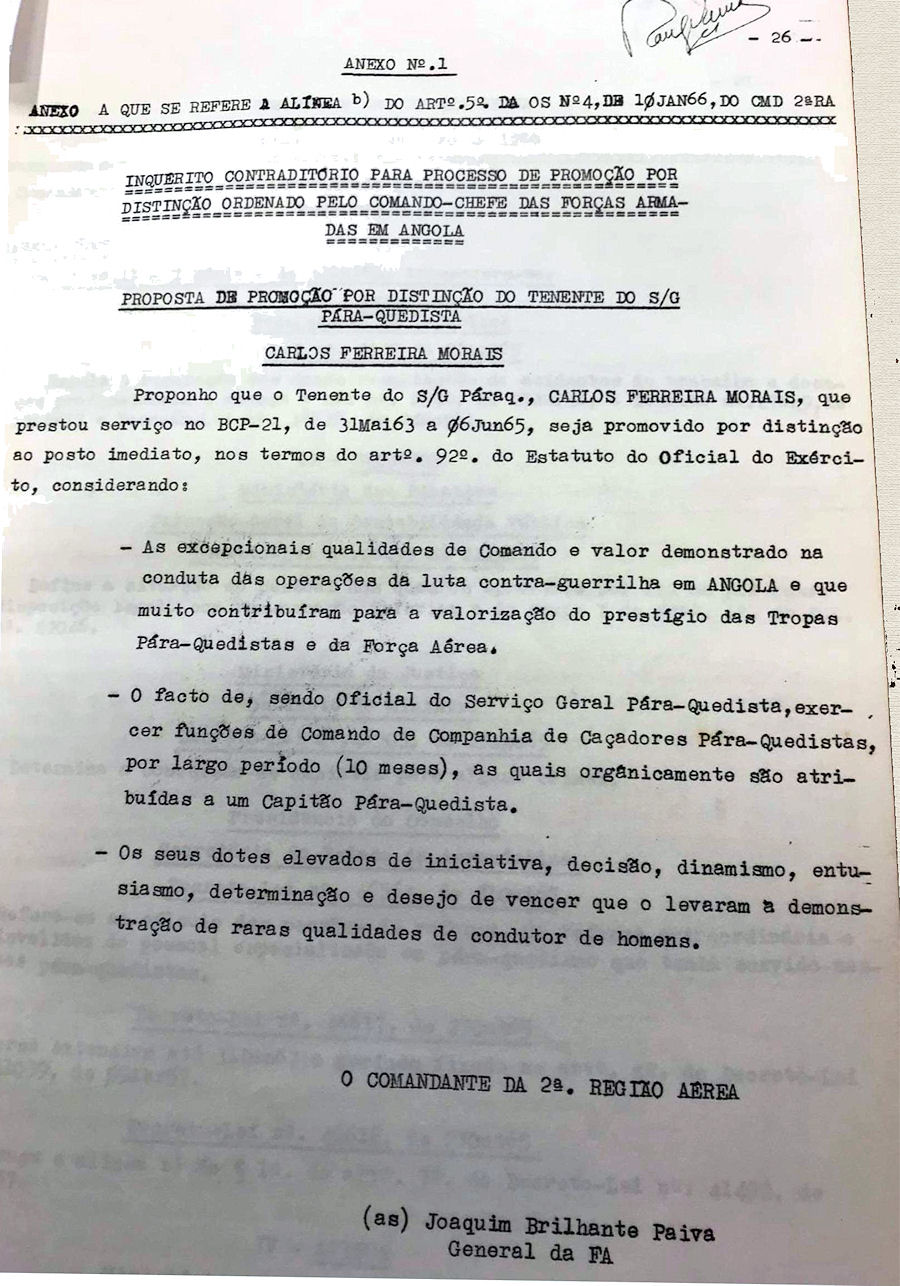 - 26 -.
ANEXO Nº.1
ANEXO A QUE SE REFERE A ALÍNEA b) DO ARTº.5º. DA OS Nº4, DE 10JAN66, DO CMD 2ªRA
:xxxxxxxxxxxxxxxxxxxxxxxxxxxxxxxxxxxxxxxxxxxxxxxxxxxxxxxxxxxxxxxxxxxxxxxxxxxxxx
INQUÉRITO CONTRADITÓRIO PARA PROCESSO DE PROMOÇÃO POR
DISTINÇÃO ORDENADO PELO COMANDO-CHEFE DAS FORÇAS ARMA-
DAS EM ANGOLA
PROPOSTA DE PROMOÇÃO POR DISTINÇÃO DO TENENTE DO S/G
PÁRA-QUEDISTA
CARLOS FERREIRA MORAIS
Proponho que o Tenente do S/G Páraq., CARLOS FERREIRA MORAIS, que
prestou serviço no BCP-21, de 31Mai63 a 06Jun65, seja promovido por distinção
ao posto imediato, nos termos do artº. 92º. do Estatuto do Oficial do Exérci-
to, considerando:
- As excepcionais qualidades de Comando e valor demonstrado na
conduta das operações da luta contra-guerrilha em ANGOLA e que
muito contribuíram para a valorização do prestígio das Tropas
Pára-Quedistas e da Força Aérea.
- O facto de, sendo Oficial do Serviço Geral Pára-Quedista, exer-
cer funções de Comando de Companhia de Caçadores Pára-Quedistas,
por largo período (10 meses), as quais orgânicamente são atri-
buídas a um Capitão Pára-Quedista.
- Os seus dotes elevados de iniciativa, decisão, dinamismo, entu-
siasmo, determinação e desejo de vencer que o levaram à demons-
tração de raras qualidades de condutor de homens.
O COMANDANTE DA 2ª. REGIÃO AÉREA
(as) Joaquim Brilhante Paiva
General da FA